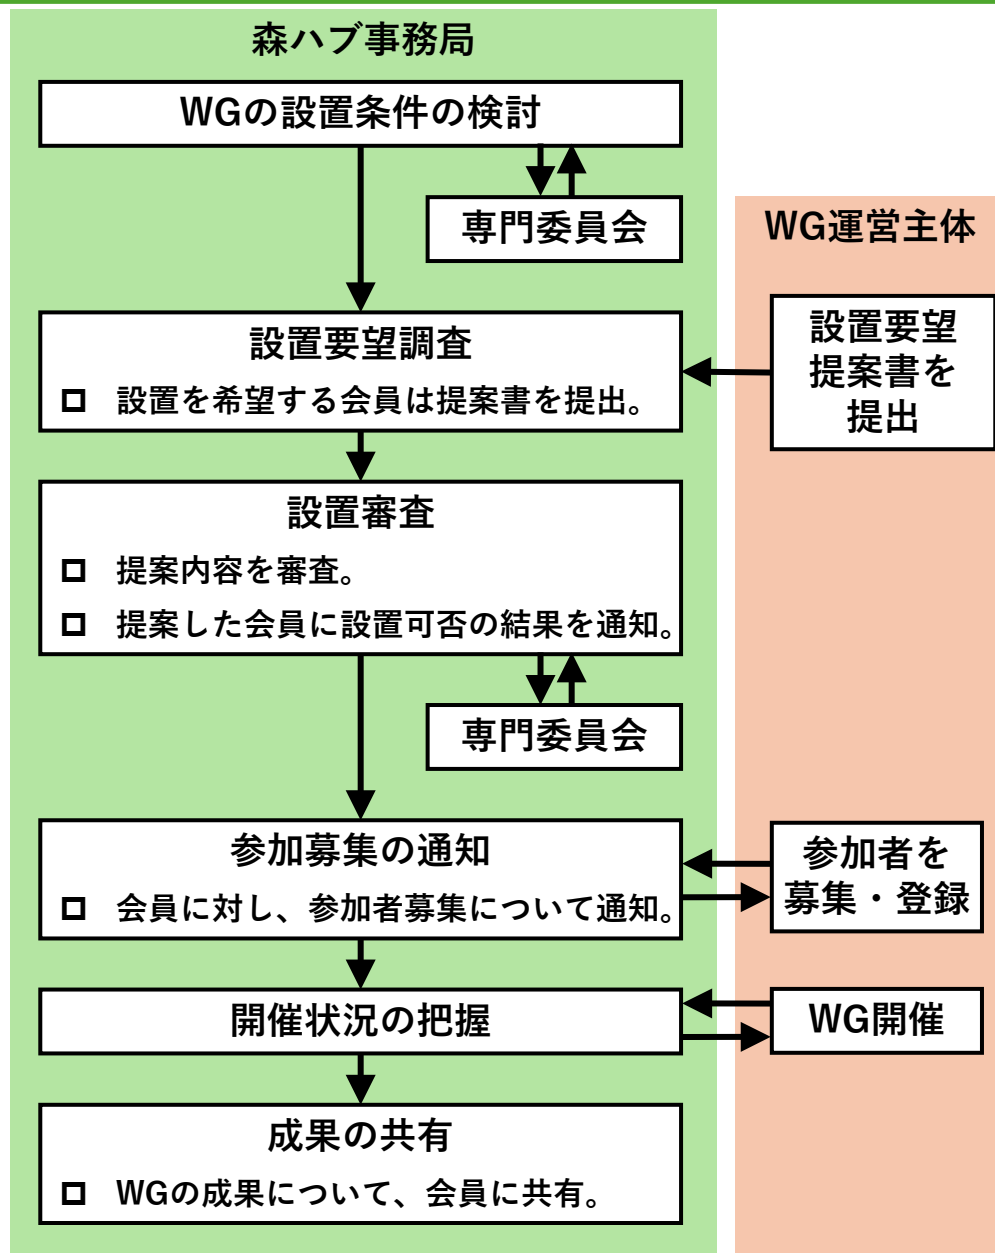 森ハブ事務局
WGの設置条件の検討
専門委員会
WG運営主体
設置要望調査
設置を希望する会員は提案書を提出。
設置要望
提案書を
提出
設置審査
提案内容を審査。
提案した会員に設置可否の結果を通知。
専門委員会
参加募集の通知
会員に対し、参加者募集について通知。
参加者を
募集・登録
開催状況の把握
WG開催
成果の共有
WGの成果について、会員に共有。